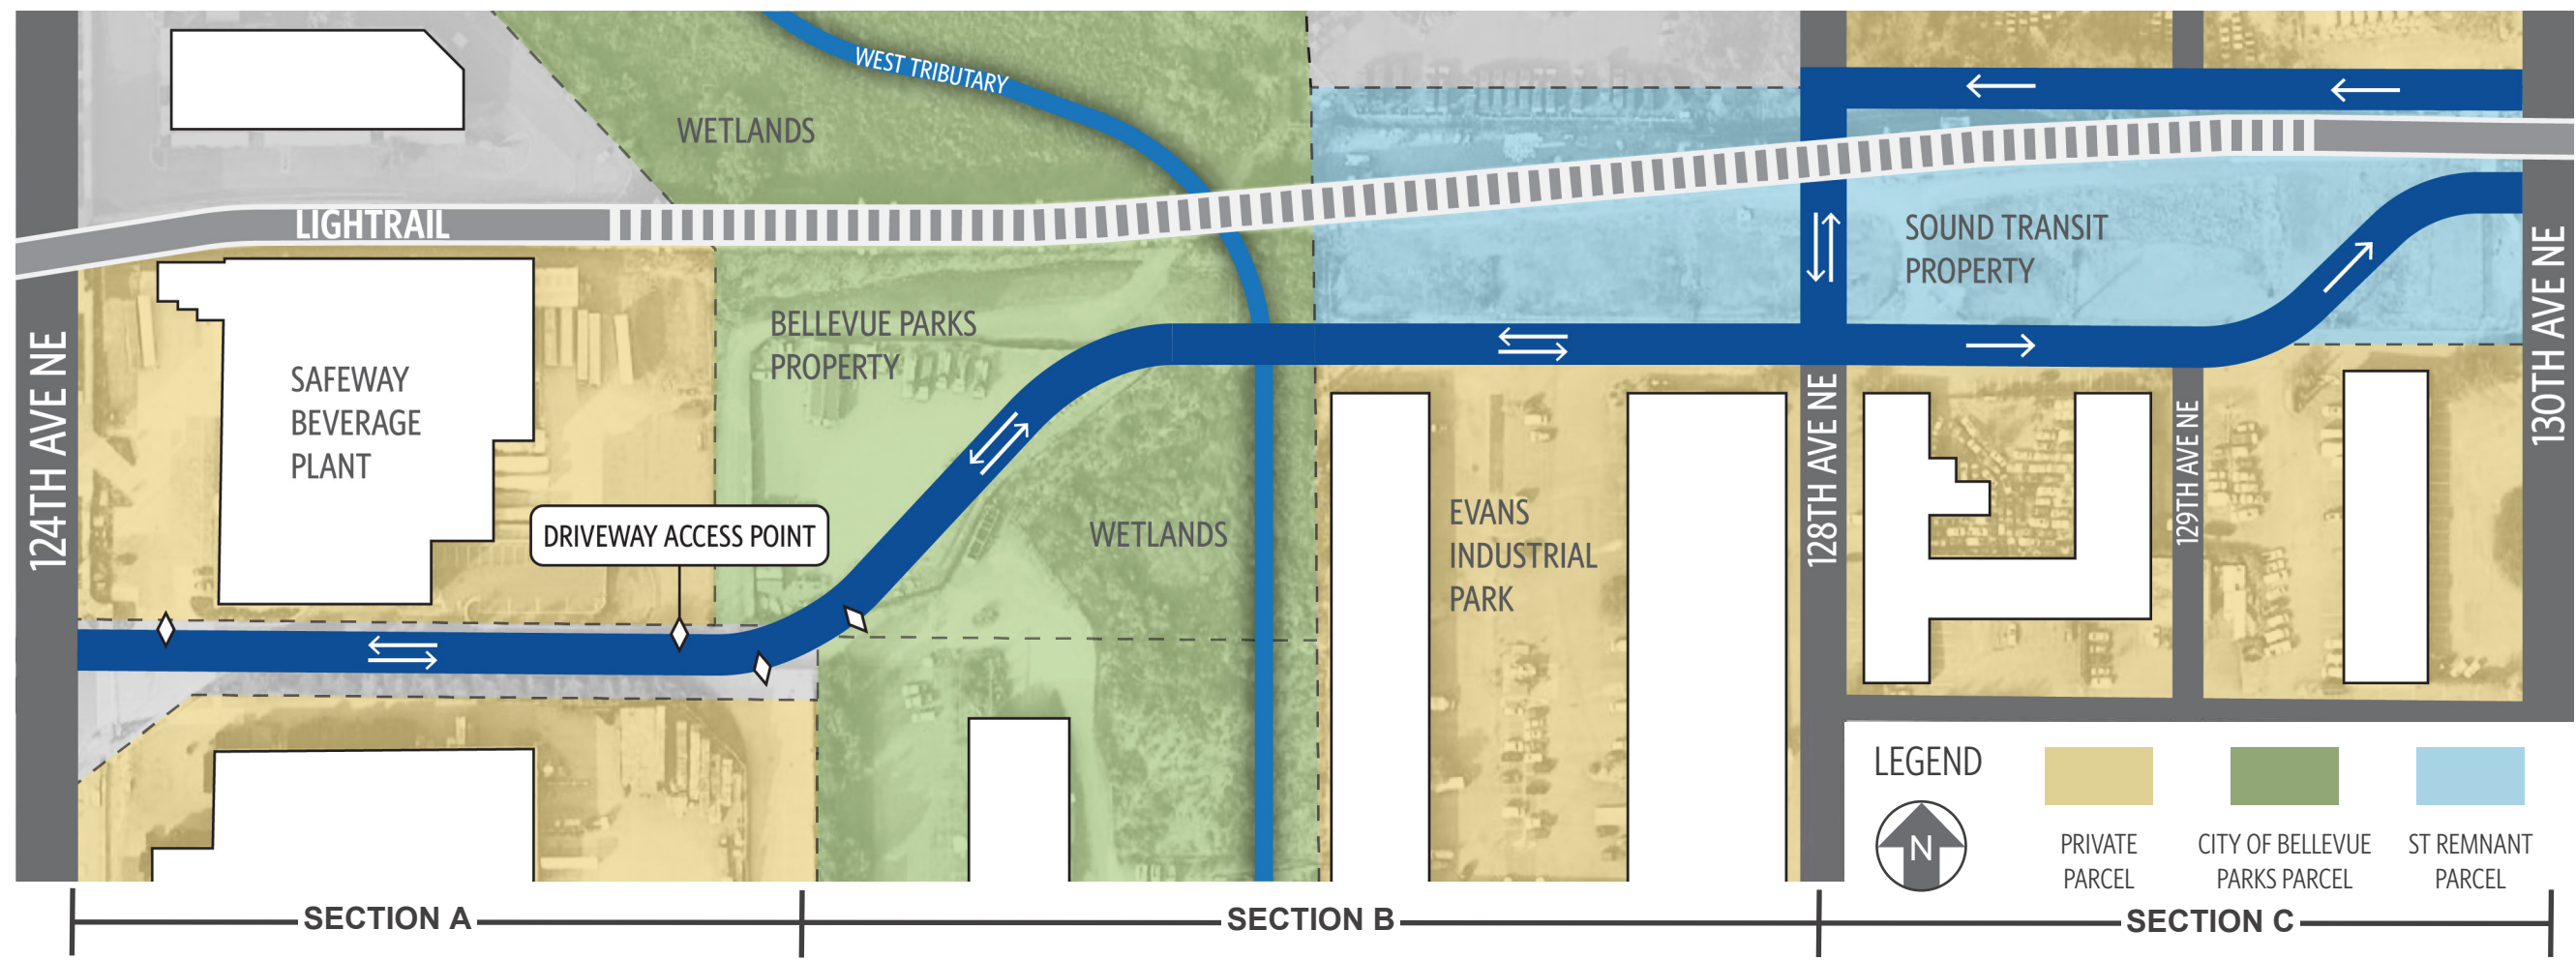 WEST TRIBUTARY
WETLANDS
LIGHTRAIL
SOUND TRANSIT
PROPERTY
BELLEVUE PARKS
PROPERTY
SAFEWAY
BEVERAGE
PLANT
124TH AVE NE
DRIVEWAY ACCESS POINT
WETLANDS
EVANS
INDUSTRIAL
PARK
128TH AVE NE
129TH AVE NE
130TH AVE NE
LEGEND
N
PRIVATE
PARCEL
CITY OF BELLEVUE
PARKS PARCEL
ST REMNANT
PARCEL
SECTION A
SECTION B
SECTION C